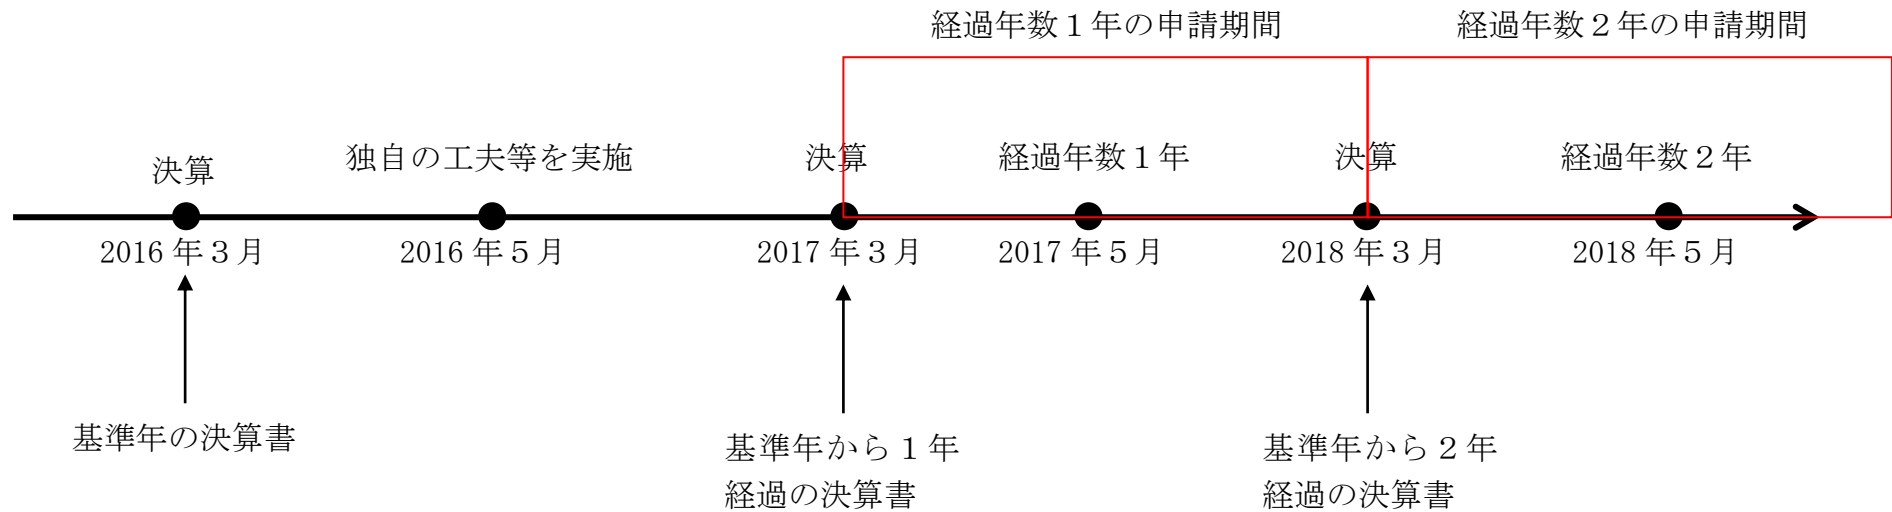 経過年数１年の申請期間
経過年数２年の申請期間
決算
独自の工夫等を実施
決算
経過年数１年
決算
経過年数２年
2016 年３月
2016 年５月
2017 年３月
2017 年５月
2018 年３月
2018 年５月
基準年の決算書
基準年から１年
経過の決算書
基準年から２年
経過の決算書